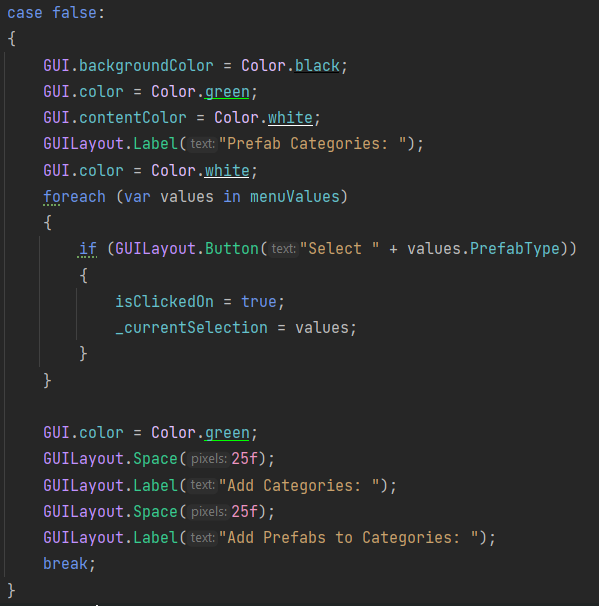 case false:
{
GUI.backgroundColor = Color.black;
GUI.color = Color.green;
GUI.contentColor = Color.white;
GUILayout.Label( text: "Prefab Categories: ");
GUI.color = Color.white;
foreach (var values in menuValues)
{
if (GUILayout.Button( text: "Select " + values.PrefabType))
{
isClickedOn = true;
_currentSelection = values;
}
}
GUI.color = Color.green;
GUILayout.Space( pixels: 25f);
GUILayout.Label( text: "Add Categories: ");
GUILayout.Space( pixels: 25f);
GUILayout.Label( text: "Add Prefabs to Categories: ");
break;
}